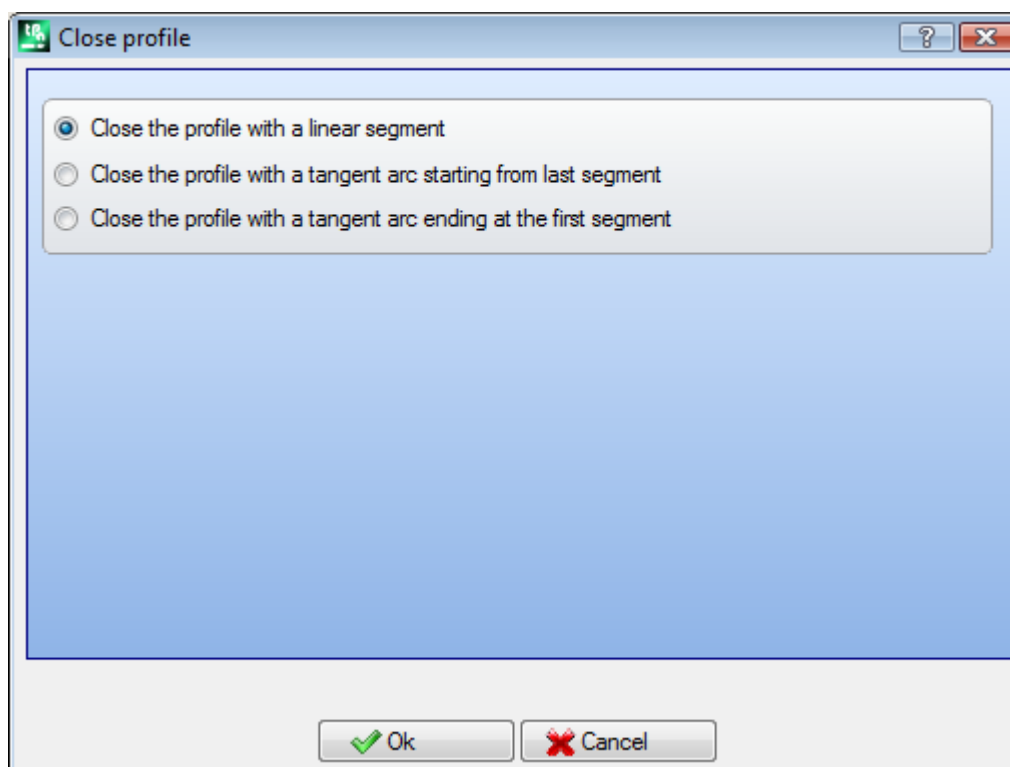 Close profile
Close the profile with a linear segment
Close the profile with a tangent arc starting from last segment
Close the profile with a tangent arc ending at the first segment
Ok
Cancel